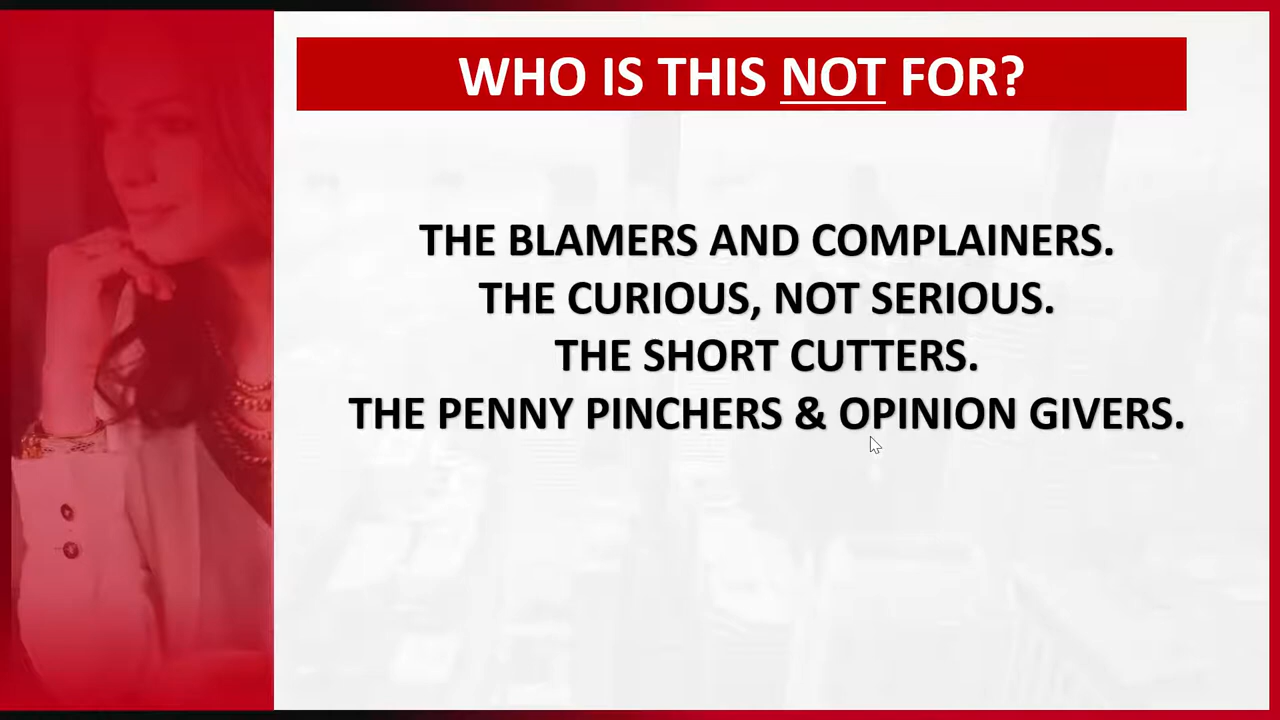 WHO IS THIS NOT FOR?
THE BLAMERS AND COMPLAINERS.
THE CURIOUS, NOT SERIOUS.
THE SHORT CUTTERS.
THE PENNY PINCHERS & OPINION GIVERS.